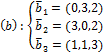 (b): { b̄₁ = (0,3,2)
b̄₂ = (3,0,2)
b̄₃ = (1,1,3)